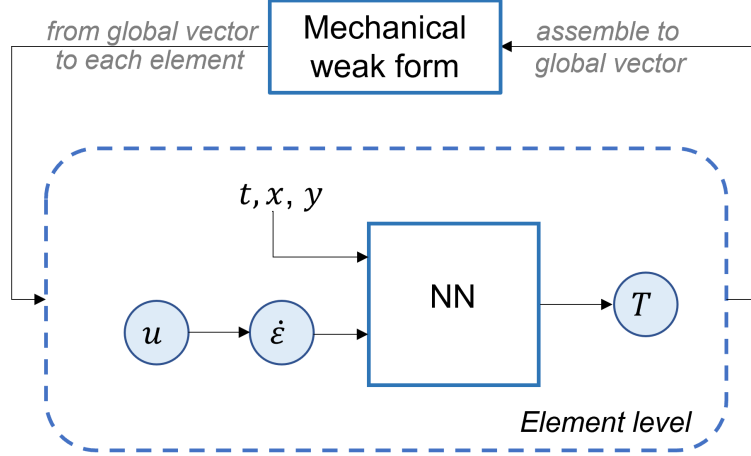 from global vector
to each element
Mechanical
weak form
assemble to
global vector
t, x, y
NN
u
ε̇
T
Element level